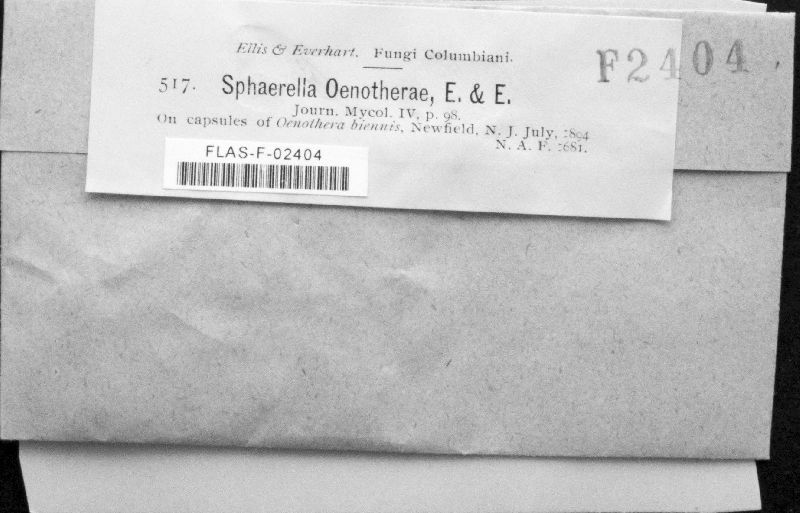 Ellis & Everhart. Fungi Columbiani.
F2404
517. Sphaerella Oenotherae, E. & E.
Journ. Mycol. IV, p. 98.
On capsules of Oenothera biennis, Newfield, N. J. July, 1894
N. A. F. 1681.
FLAS-F-02404